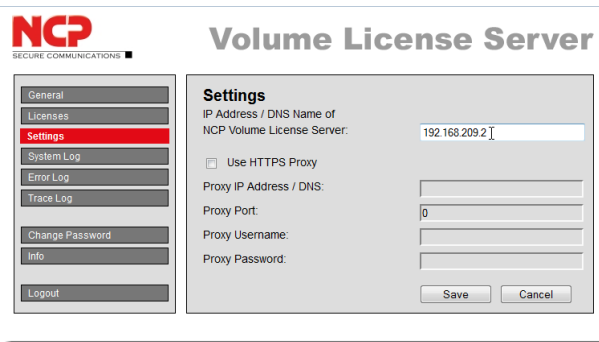 NCP
SECURE COMMUNICATIONS
Volume License Server
General
Licenses
Settings
System Log
Error Log
Trace Log
Change Password
Info
Logout
Settings
IP Address / DNS Name of
NCP Volume License Server:
192.168.209.2
Use HTTPS Proxy
Proxy IP Address / DNS:
Proxy Port:
0
Proxy Username:
Proxy Password:
Save
Cancel